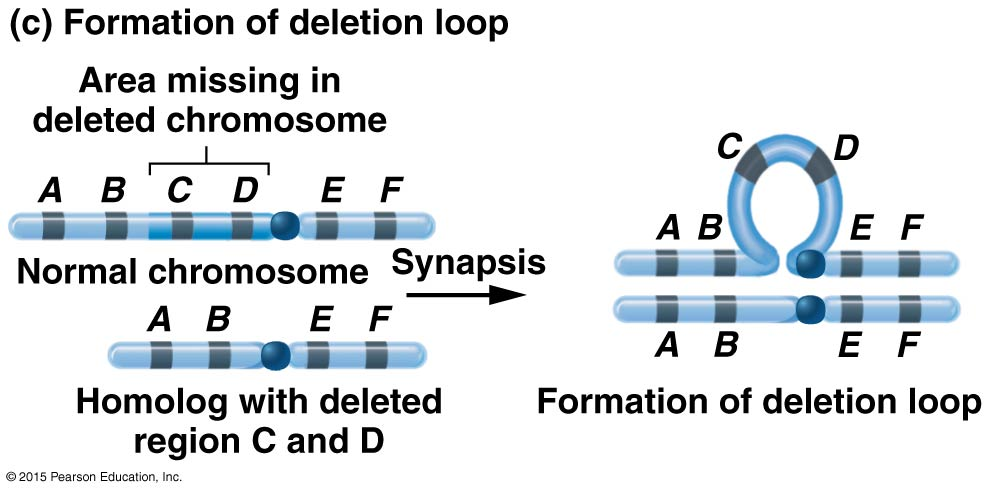 (c) Formation of deletion loop
Area missing in
deleted chromosome
A B C D E F
Normal chromosome
A B E F
Homolog with deleted
region C and D
Synapsis
C D
A B E F
A B E F
Formation of deletion loop
© 2015 Pearson Education, Inc.